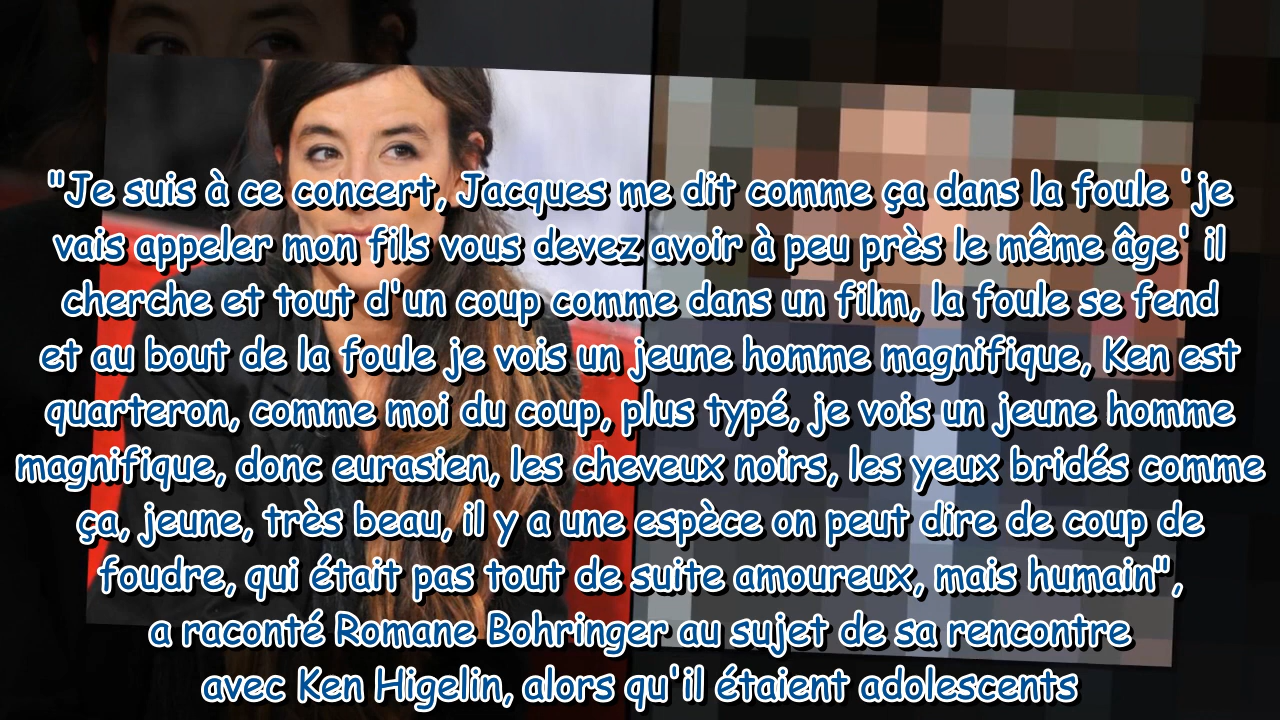 "Je suis à ce concert, Jacques me dit comme ça dans la foule 'je
vais appeler mon fils vous devez avoir à peu près le même âge' il
cherche et tout d'un coup comme dans un film, la foule se fend
et au bout de la foule je vois un jeune homme magnifique, Ken est
quarteron, comme moi du coup, plus typé, je vois un jeune homme
magnifique, donc eurasien, les cheveux noirs, les yeux bridés comme
ça, jeune, très beau, il y a une espèce on peut dire de coup de
foudre, qui était pas tout de suite amoureux, mais humain",
a raconté Romane Bohringer au sujet de sa rencontre
avec Ken Higelin, alors qu'il étaient adolescents